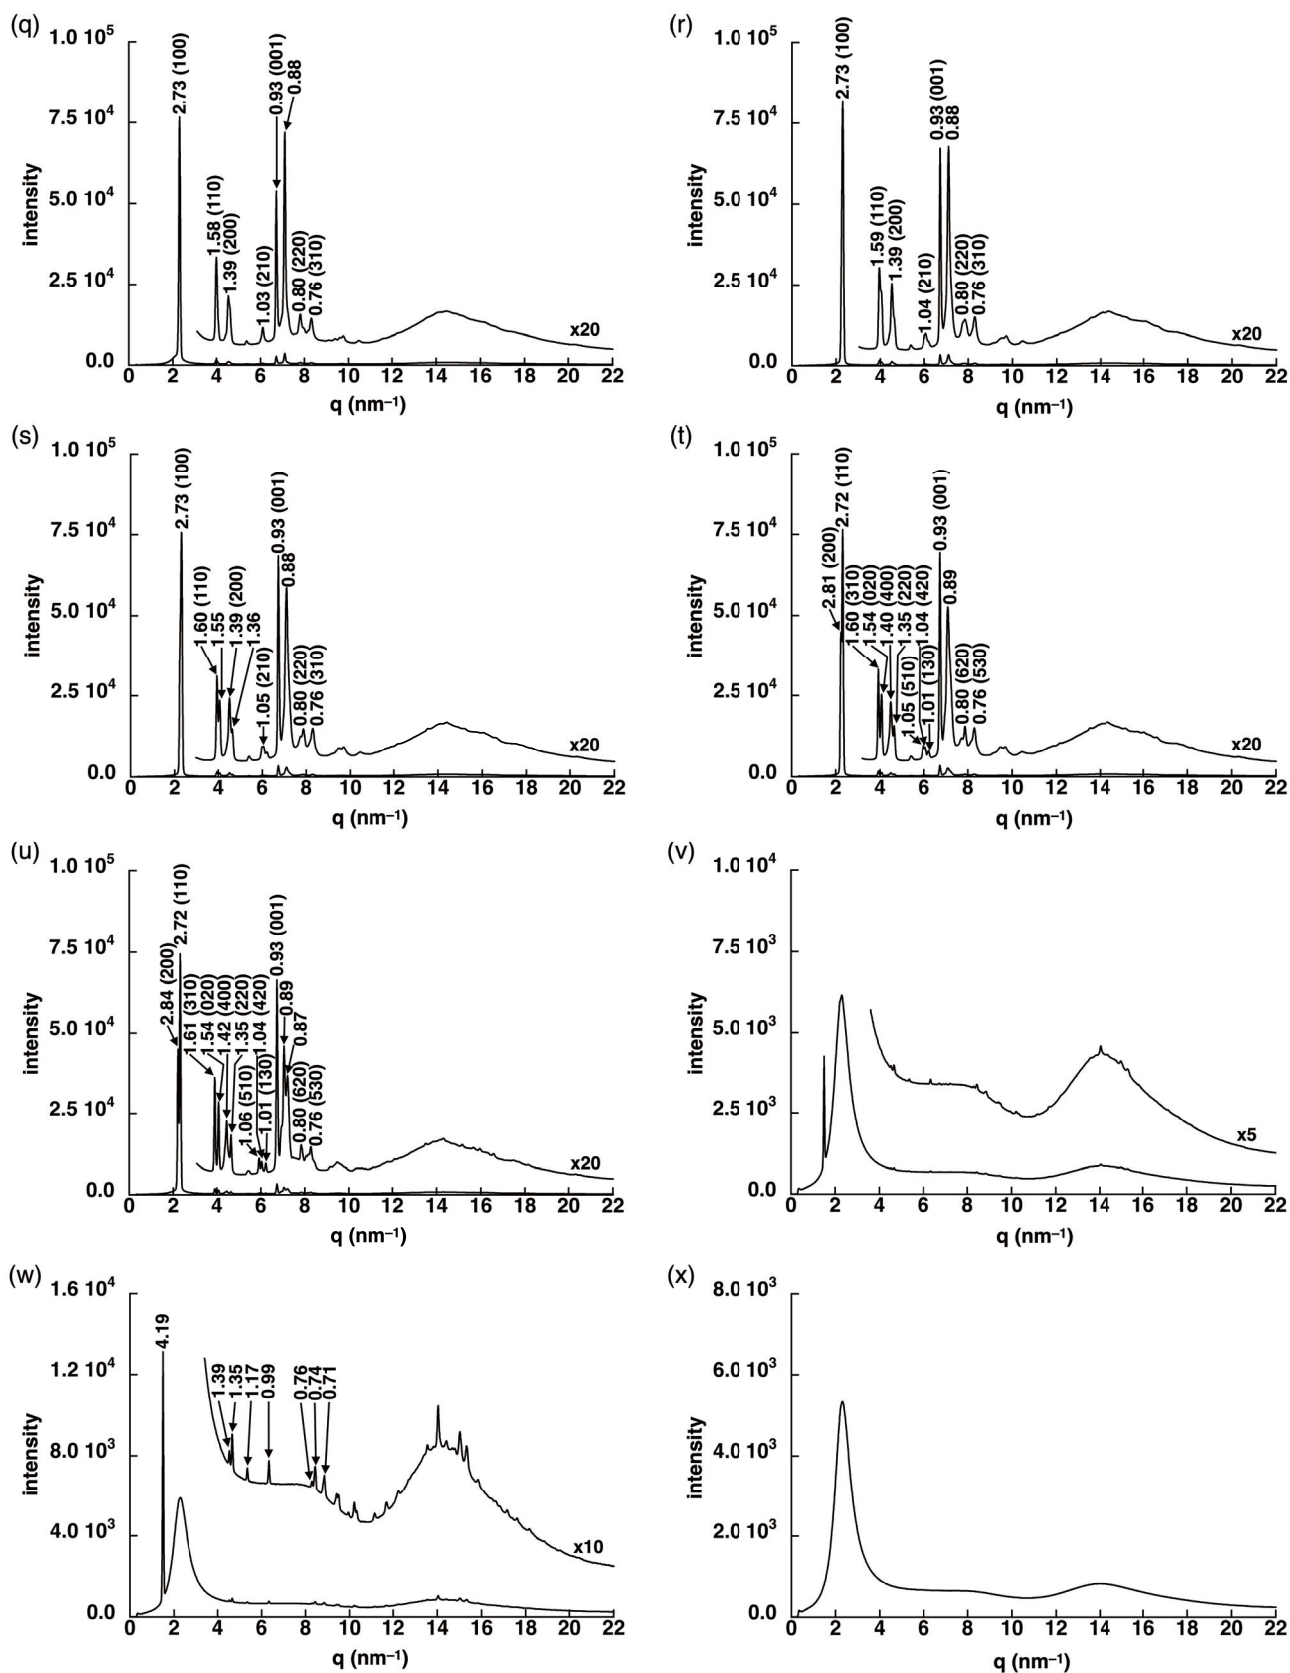 (q)
1.0 10⁵
7.5 10⁴
5.0 10⁴
2.5 10⁴
0.0
intensity
2.73 (100)
1.58 (110)
1.39 (200)
1.03 (210)
0.93 (001)
0.88
0.80 (220)
0.76 (310)
x20
0 2 4 6 8 10 12 14 16 18 20 22
q (nm⁻¹)
(r)
1.0 10⁵
7.5 10⁴
5.0 10⁴
2.5 10⁴
0.0
intensity
2.73 (100)
1.59 (110)
1.39 (200)
1.04 (210)
0.93 (001)
0.88
0.80 (220)
0.76 (310)
x20
0 2 4 6 8 10 12 14 16 18 20 22
q (nm⁻¹)
(s)
1.0 10⁵
7.5 10⁴
5.0 10⁴
2.5 10⁴
0.0
intensity
2.73 (100)
1.60 (110)
1.55
1.39 (200)
1.36
1.05 (210)
0.93 (001)
0.88
0.80 (220)
0.76 (310)
x20
0 2 4 6 8 10 12 14 16 18 20 22
q (nm⁻¹)
(t)
1.0 10⁵
7.5 10⁴
5.0 10⁴
2.5 10⁴
0.0
intensity
2.81 (200)
2.72 (110)
1.60 (310)
1.54 (020)
1.40 (400)
1.35 (220)
1.04 (420)
1.05 (510)
1.01 (130)
0.93 (001)
0.89
0.80 (620)
0.76 (530)
x20
0 2 4 6 8 10 12 14 16 18 20 22
q (nm⁻¹)
(u)
1.0 10⁵
7.5 10⁴
5.0 10⁴
2.5 10⁴
0.0
intensity
2.84 (200)
2.72 (110)
1.61 (310)
1.54 (020)
1.42 (400)
1.35 (220)
1.04 (420)
1.06 (510)
1.01 (130)
0.93 (001)
0.89
0.87
0.80 (620)
0.76 (530)
x20
0 2 4 6 8 10 12 14 16 18 20 22
q (nm⁻¹)
(v)
1.0 10⁴
7.5 10³
5.0 10³
2.5 10³
0.0
intensity
x5
0 2 4 6 8 10 12 14 16 18 20 22
q (nm⁻¹)
(w)
1.6 10⁴
1.2 10⁴
8.0 10³
4.0 10³
0.0
intensity
4.19
1.39
1.35
1.17
0.99
0.76
0.74
0.71
x10
0 2 4 6 8 10 12 14 16 18 20 22
q (nm⁻¹)
(x)
8.0 10³
6.0 10³
4.0 10³
2.0 10³
0.0
intensity
0 2 4 6 8 10 12 14 16 18 20 22
q (nm⁻¹)